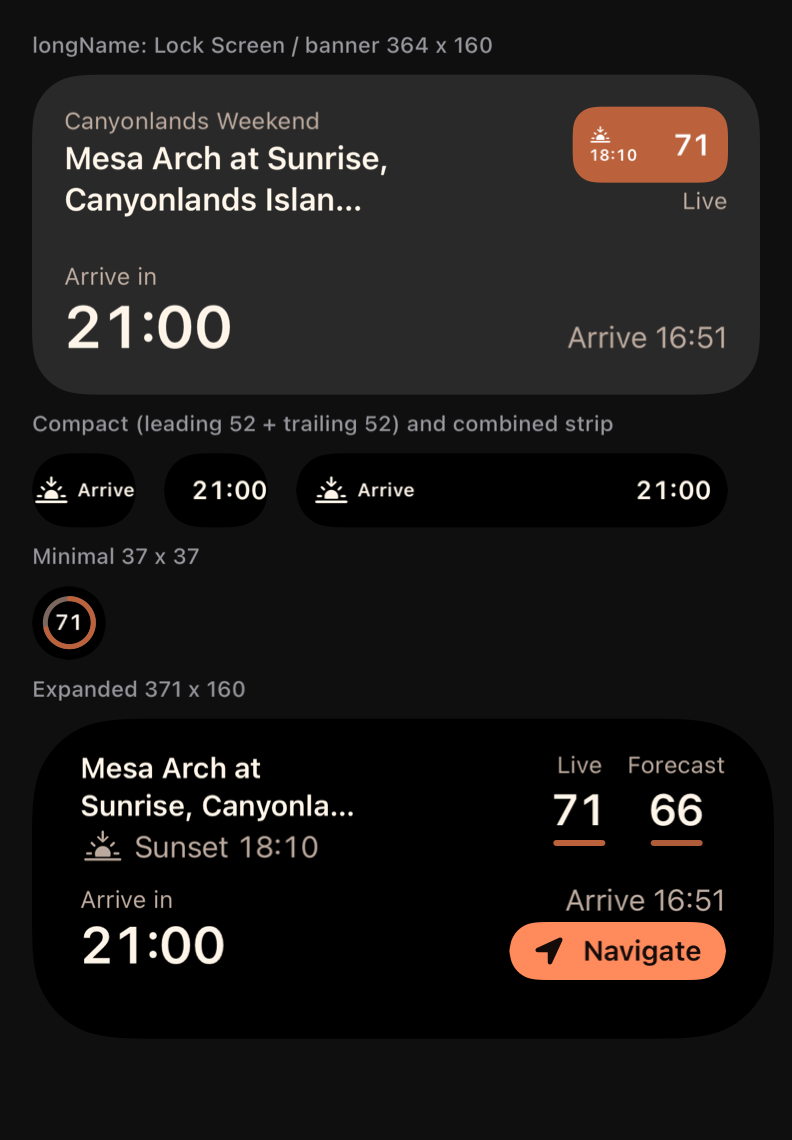 longName: Lock Screen / banner 364 x 160
Canyonlands Weekend
Mesa Arch at Sunrise,
Canyonlands Islan...
18:10
71
Live
Arrive in
21:00
Arrive 16:51
Compact (leading 52 + trailing 52) and combined strip
Arrive
21:00
Arrive
21:00
Minimal 37 x 37
71
Expanded 371 x 160
Mesa Arch at
Sunrise, Canyonla...
Sunset 18:10
Live
Forecast
71
66
Arrive in
21:00
Arrive 16:51
Navigate